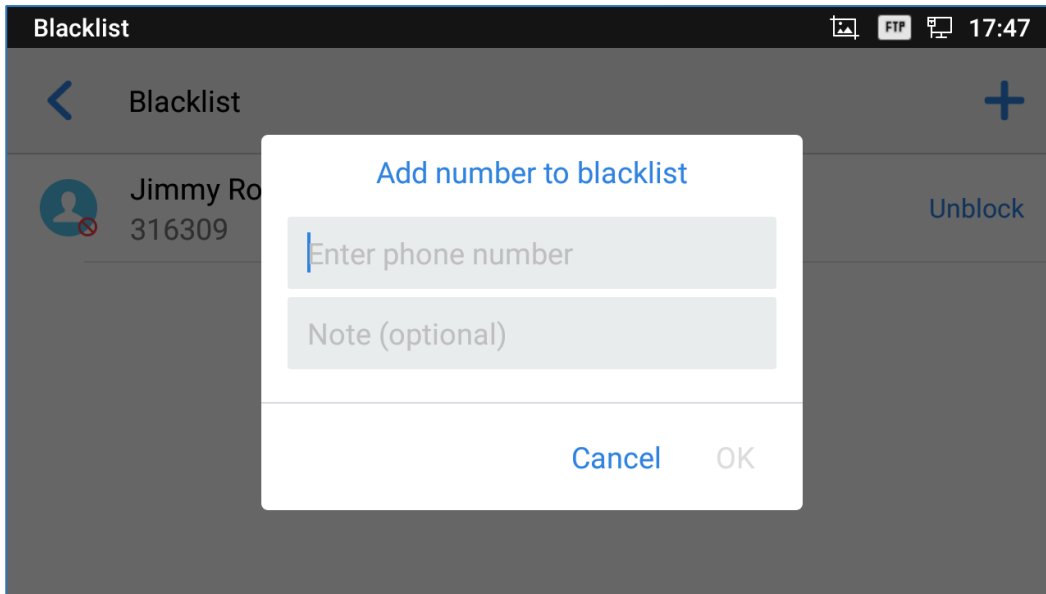 Blacklist FTP 17:47
Blacklist
Jimmy Ro
316309
Unblock
Add number to blacklist
Enter phone number
Note (optional)
Cancel OK